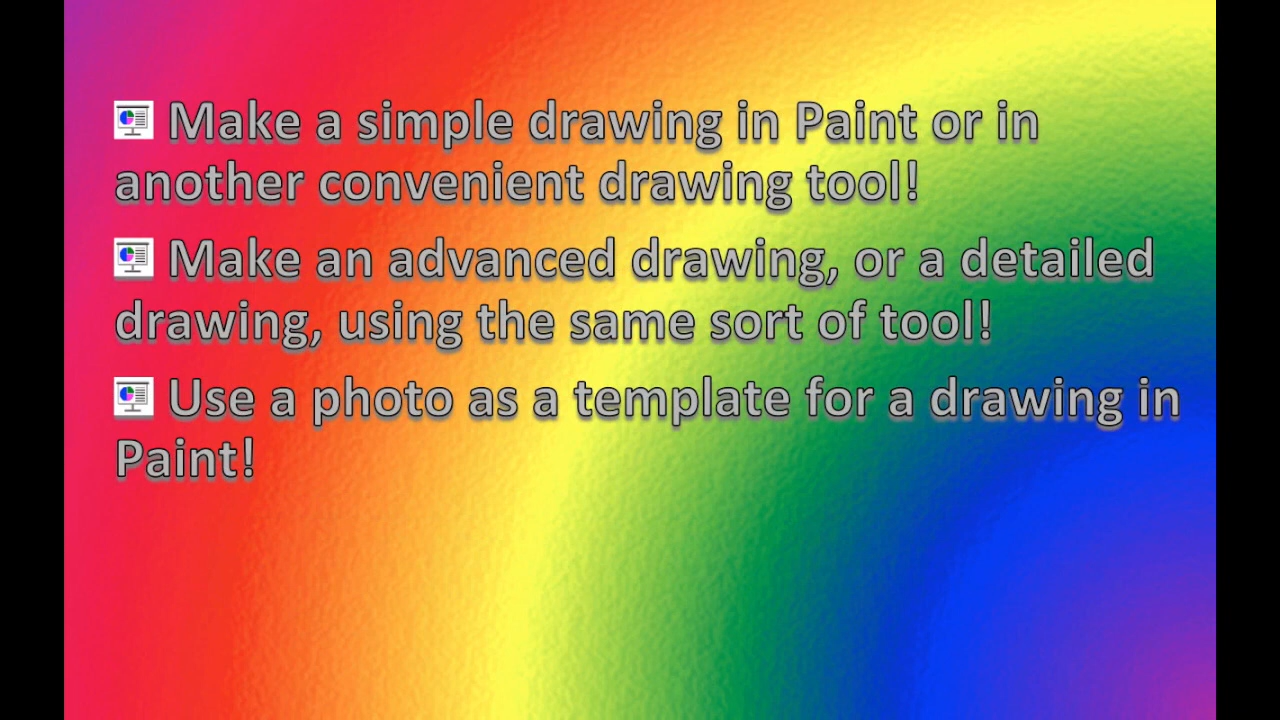 Make a simple drawing in Paint or in
another convenient drawing tool!
Make an advanced drawing, or a detailed
drawing, using the same sort of tool!
Use a photo as a template for a drawing in
Paint!